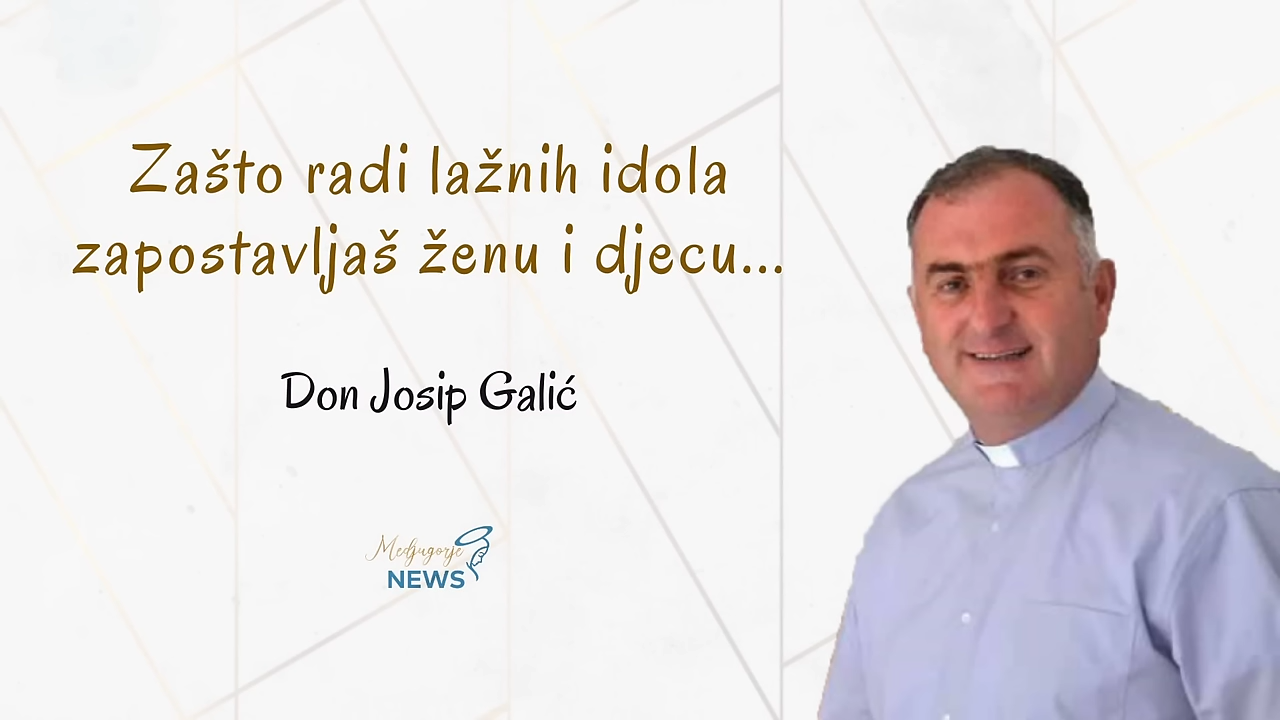 Zašto radi lažnih idola
zapostavljaš ženu i djecu...
Don Josip Galić
Medjugorje
NEWS